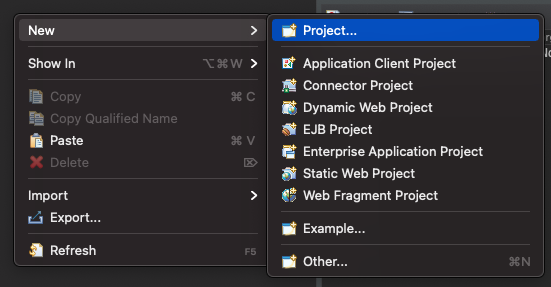 New
Show In ⌥⌘W
Copy ⌘C
Copy Qualified Name
Paste ⌘V
Delete ⌦
Import
Export...
Refresh F5
Project...
Application Client Project
Connector Project
Dynamic Web Project
EJB Project
Enterprise Application Project
Static Web Project
Web Fragment Project
Example...
Other... ⌘N